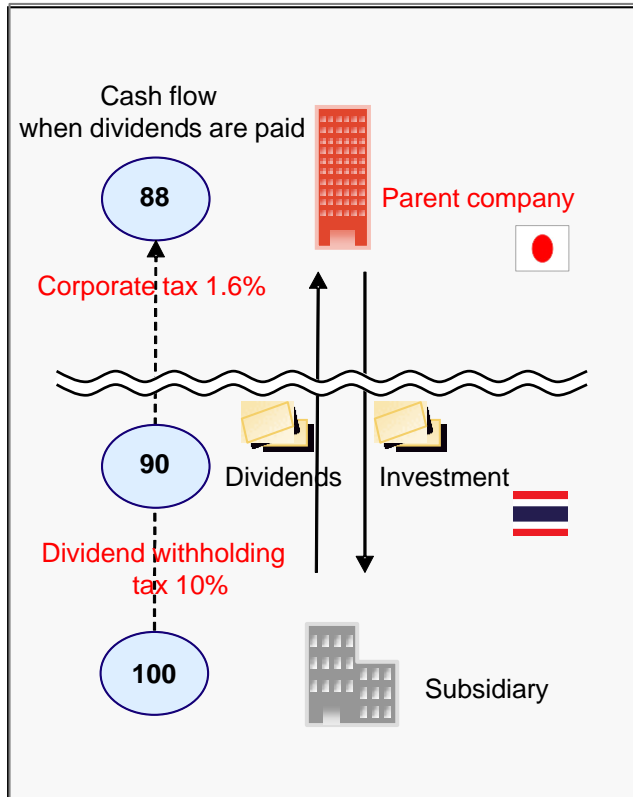 Cash flow
when dividends are paid
88
Parent company
Corporate tax 1.6%
90
Dividends
Investment
Dividend withholding
tax 10%
100
Subsidiary